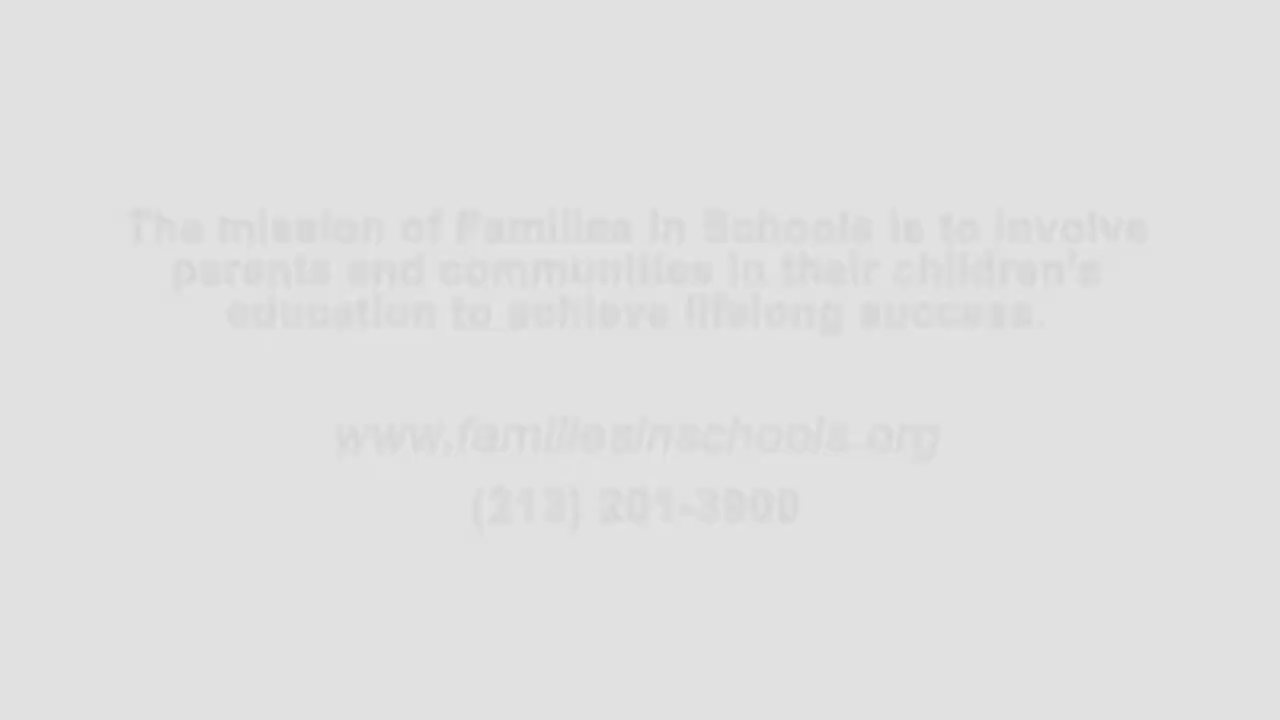 The mission of Families In Schools is to involve
parents and communities in their children's
education to achieve lifelong success.
www.familiesinschools.org
(213) 201-3900